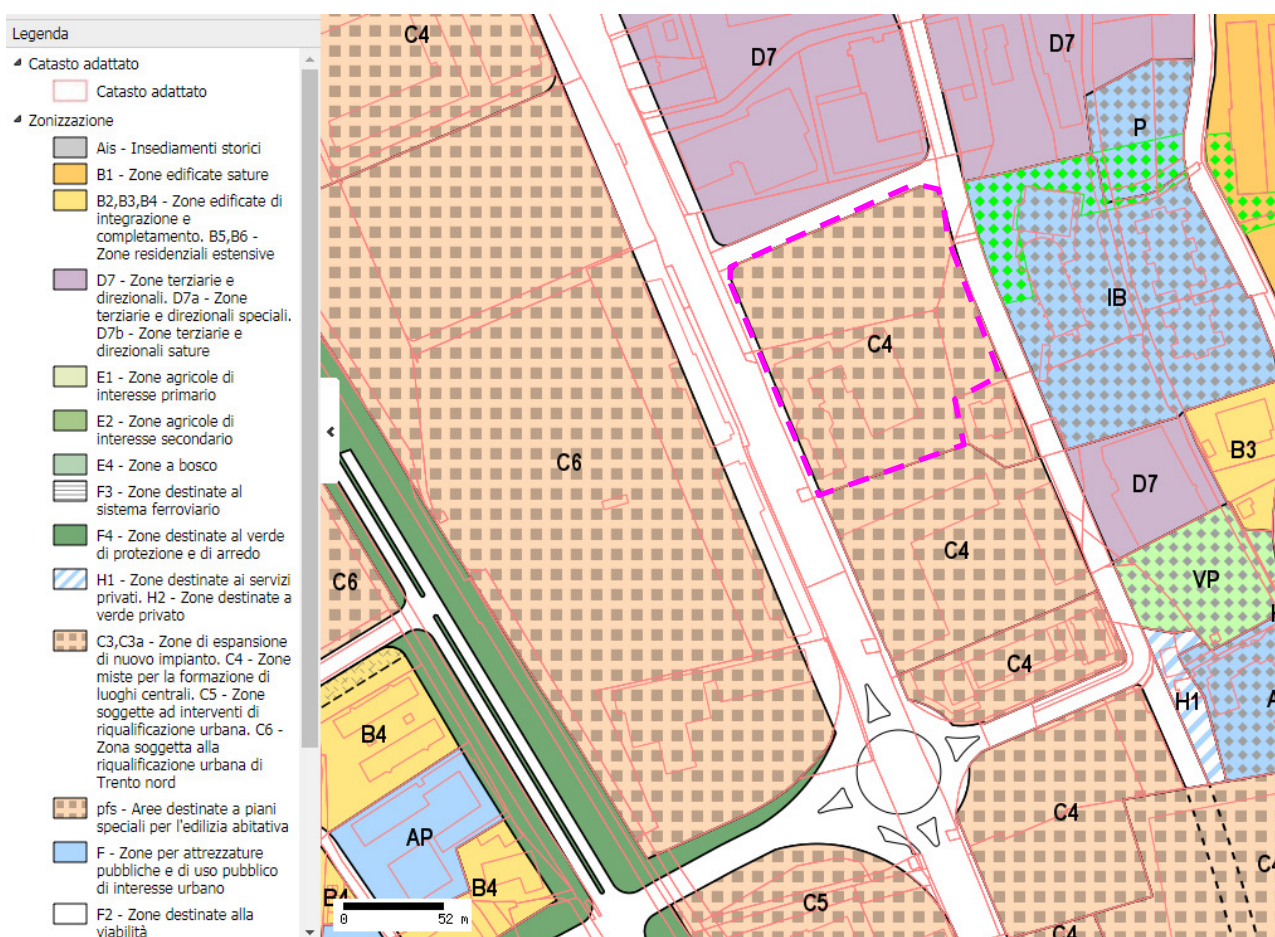 Legenda
Catasto adattato
Catasto adattato
Zonizzazione
Ais - Insediamenti storici
B1 - Zone edificate sature
B2,B3,B4 - Zone edificate di
integrazione e
completamento. B5,B6 -
Zone residenziali estensive
D7 - Zone terziarie e
direzionali. D7a - Zone
terziarie e direzionali speciali.
D7b - Zone terziarie e
direzionali sature
E1 - Zone agricole di
interesse primario
E2 - Zone agricole di
interesse secondario
E4 - Zone a bosco
F3 - Zone destinate al
sistema ferroviario
F4 - Zone destinate al verde
di protezione e di arredo
H1 - Zone destinate ai servizi
privati. H2 - Zone destinate a
verde privato
C3,C3a - Zone di espansione
di nuovo impianto. C4 - Zone
miste per la formazione di
luoghi centrali. C5 - Zone
soggette ad interventi di
riqualificazione urbana. C6 -
Zona soggetta alla
riqualificazione urbana di
Trento nord
pfs - Aree destinate a piani
speciali per l'edilizia abitativa
F - Zone per attrezzature
pubbliche e di uso pubblico
di interesse urbano
F2 - Zone destinate alla
viabilità
C4
D7
D7
P
IB
C4
B3
C6
D7
C4
VP
C6
C4
H1
A
B4
C4
AP
C4
B4
B4
C5
C4
0 52 m